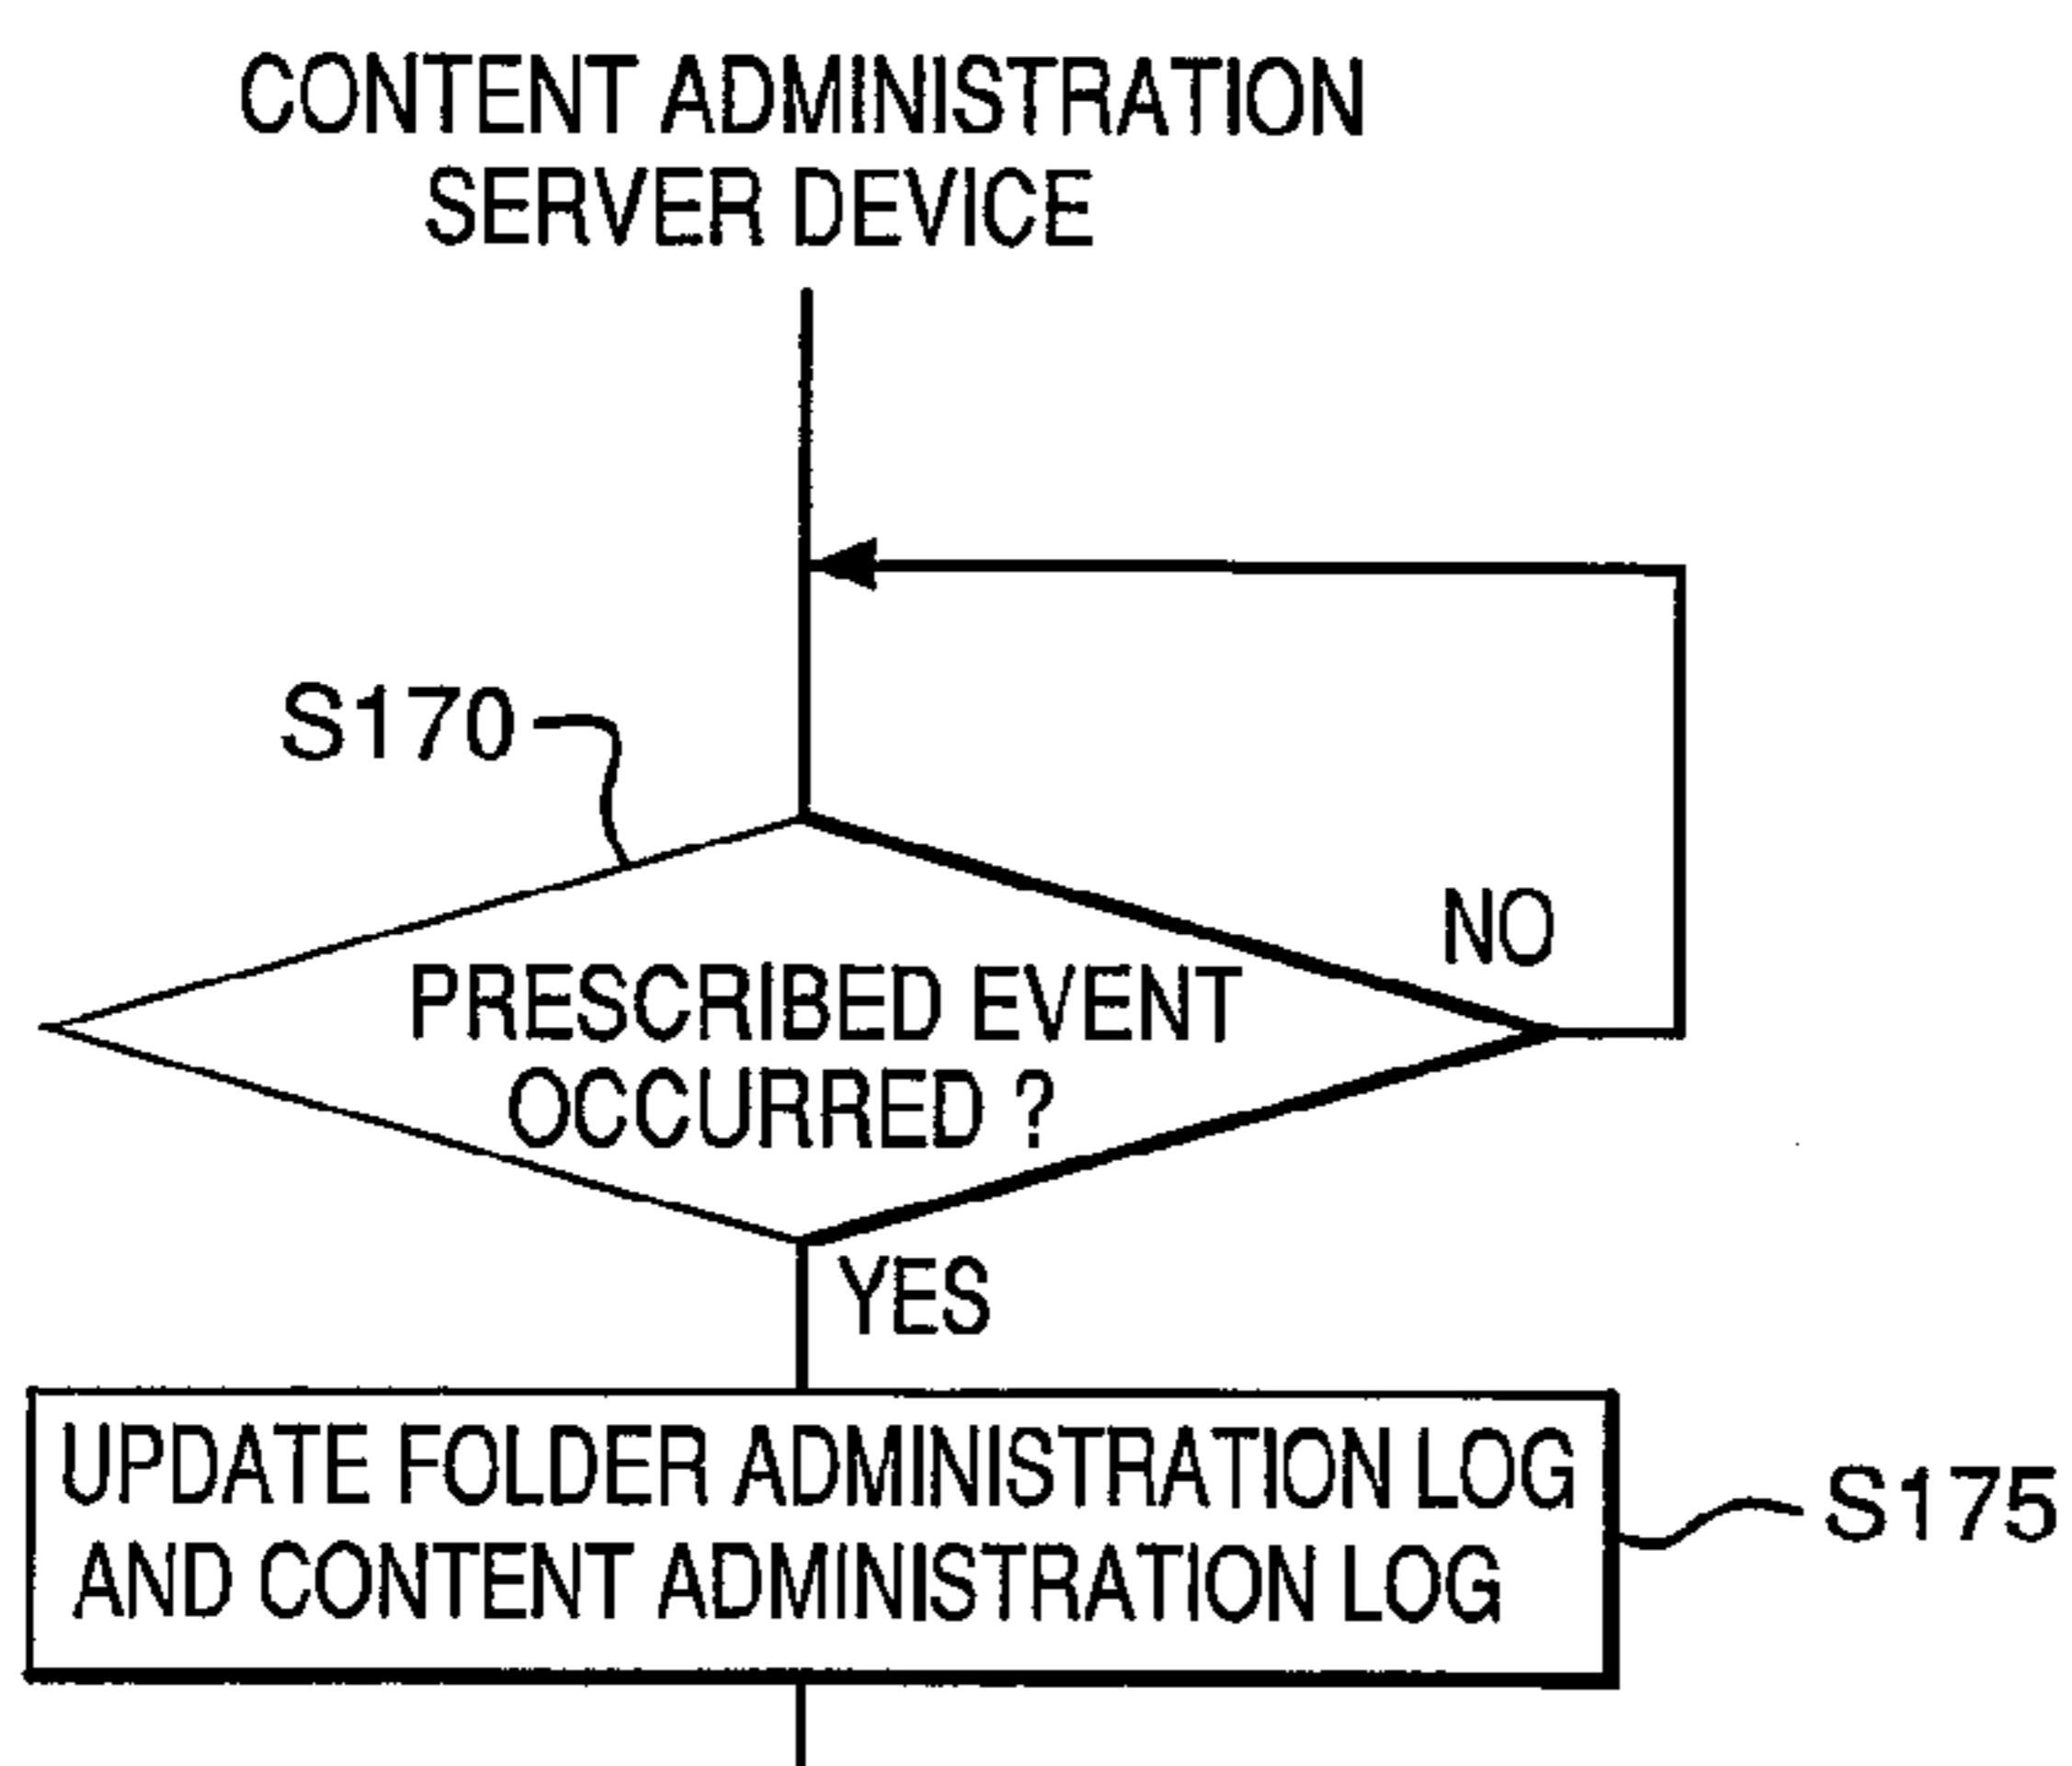 CONTENT ADMINISTRATION
SERVER DEVICE
S170
NO
PRESCRIBED EVENT
OCCURRED ?
YES
UPDATE FOLDER ADMINISTRATION LOG
AND CONTENT ADMINISTRATION LOG
S175